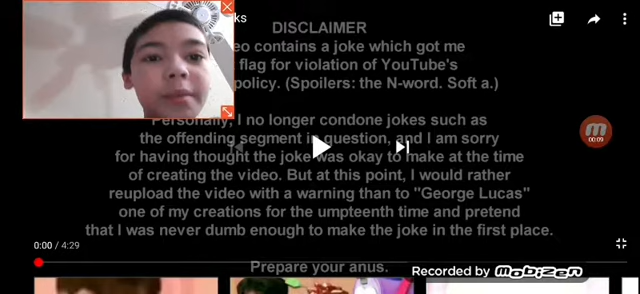 ks
DISCLAIMER
eo contains a joke which got me
flag for violation of YouTube's
policy. (Spoilers: the N-word. Soft a.)
Personally, I no longer condone jokes such as
the offending segment in question, and I am sorry
for having thought the joke was okay to make at the time
of creating the video. But at this point, I would rather
reupload the video with a warning than to "George Lucas"
one of my creations for the umpteenth time and pretend
that I was never dumb enough to make the joke in the first place.
Prepare your anus.
00:09
0:00 / 4:29
Recorded by Mobizen